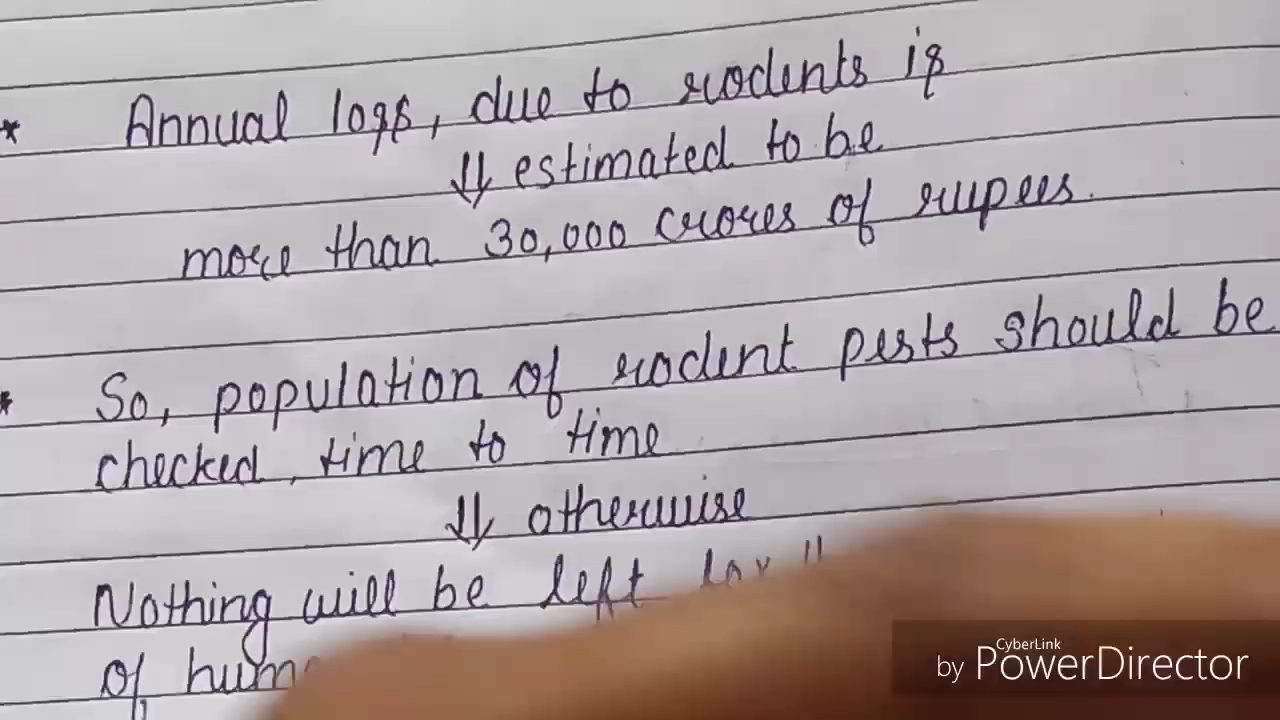 * Annual loss, due to rodents is
⇓ estimated to be
more than 30,000 crores of rupees.
* So, population of rodent pests should be
checked, time to time
⇓ otherwise
Nothing will be left
of
CyberLink
by PowerDirector